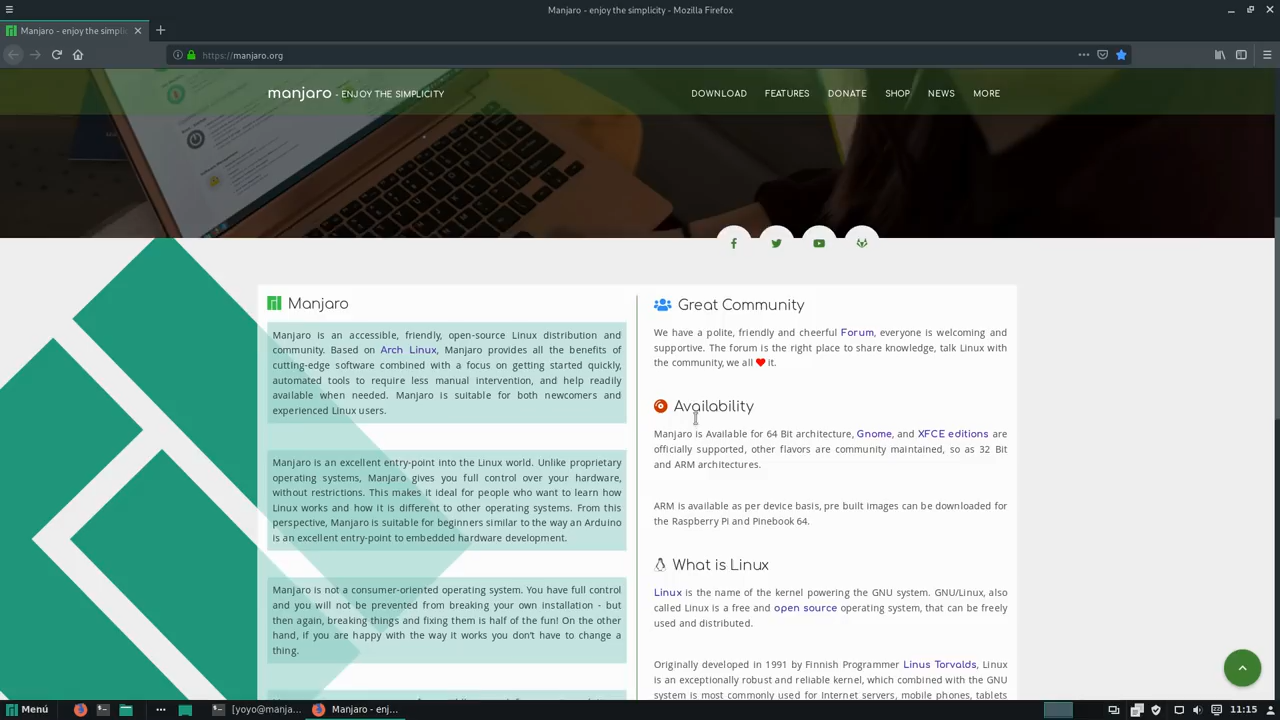 Manjaro - enjoy the simplicity - Mozilla Firefox
Manjaro - enjoy the simpli
https://manjaro.org
manjaro - ENJOY THE SIMPLICITY
DOWNLOAD FEATURES DONATE SHOP NEWS MORE
Manjaro
Manjaro is an accessible, friendly, open-source Linux distribution and
community. Based on Arch Linux, Manjaro provides all the benefits of
cutting-edge software combined with a focus on getting started quickly,
automated tools to require less manual intervention, and help readily
available when needed. Manjaro is suitable for both newcomers and
experienced Linux users.
Manjaro is an excellent entry-point into the Linux world. Unlike proprietary
operating systems, Manjaro gives you full control over your hardware,
without restrictions. This makes it ideal for people who want to learn how
Linux works and how it is different to other operating systems. From this
perspective, Manjaro is suitable for beginners similar to the way an Arduino
is an excellent entry-point to embedded hardware development.
Manjaro is not a consumer-oriented operating system. You have full control
and you will not be prevented from breaking your own installation - but
then again, breaking things and fixing them is half of the fun! On the other
hand, if you are happy with the way it works you don't have to change a
thing.
Great Community
We have a polite, friendly and cheerful Forum, everyone is welcoming and
supportive. The forum is the right place to share knowledge, talk Linux with
the community, we all ❤ it.
Availability
Manjaro is Available for 64 Bit architecture, Gnome, and XFCE editions are
officially supported, other flavors are community maintained, so as 32 Bit
and ARM architectures.
ARM is available as per device basis, pre built images can be downloaded for
the Raspberry Pi and Pinebook 64.
What is Linux
Linux is the name of the kernel powering the GNU system. GNU/Linux, also
called Linux is a free and open source operating system, that can be freely
used and distributed.
Originally developed in 1991 by Finnish Programmer Linus Torvalds, Linux
is an exceptionally robust and reliable kernel, which combined with the GNU
system is most commonly used for Internet servers, mobile phones, tablets
Menú
[yoyo@manja...
Manjaro - enj...
11:15